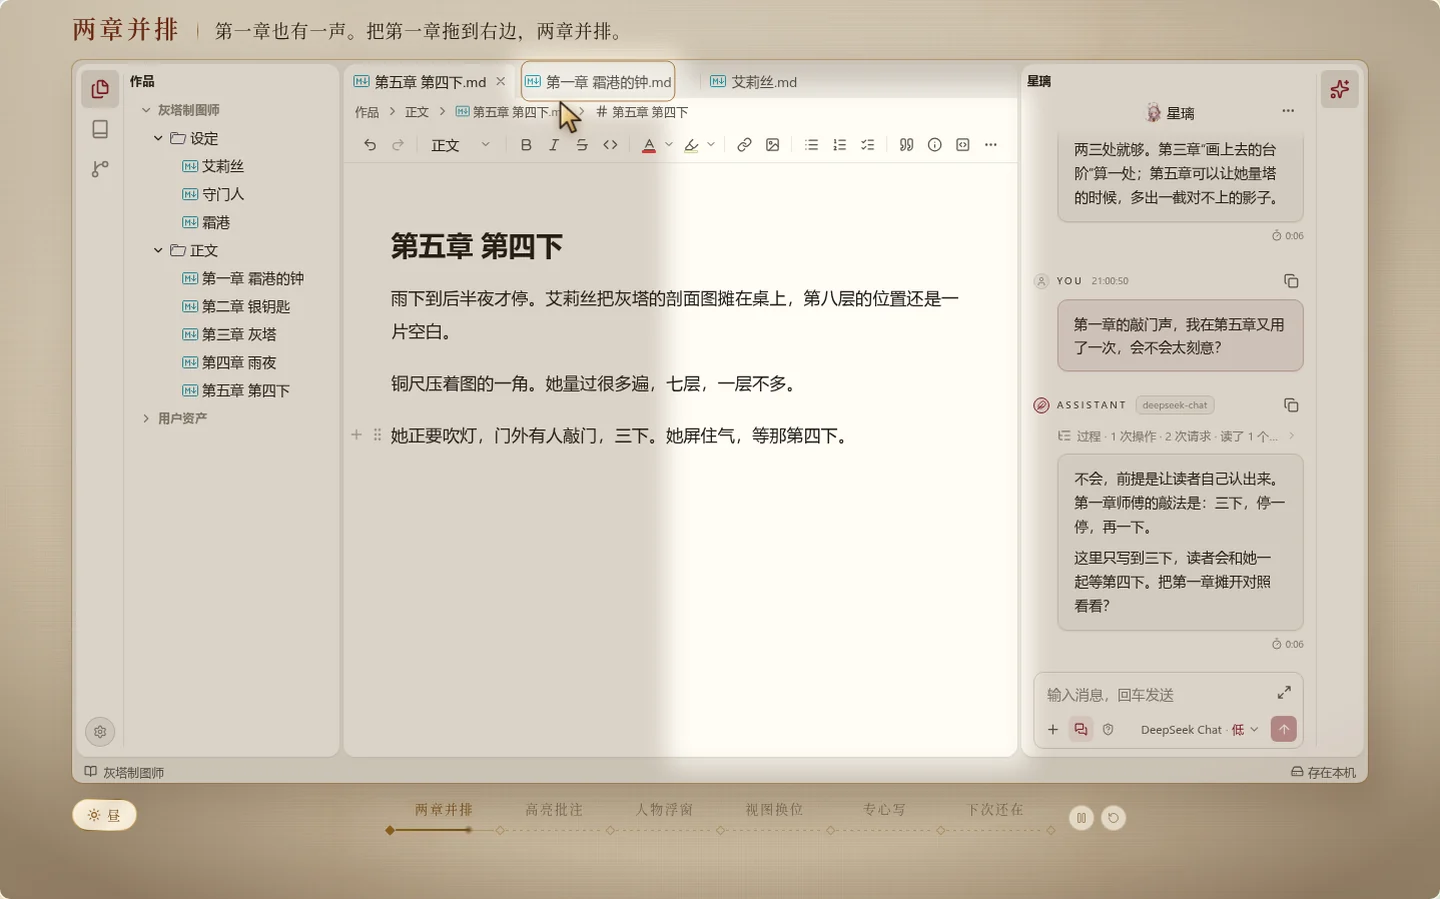 两章并排
第一章也有一声。把第一章拖到右边，两章并排。
作品
灰塔制图师
设定
艾莉丝
守门人
霜港
正文
第一章 霜港的钟
第二章 银钥匙
第三章 灰塔
第四章 雨夜
第五章 第四下
用户资产
第五章 第四下.md
第一章 霜港的钟.md
艾莉丝.md
作品 > 正文 > 第五章 第四下.m > # 第五章 第四下
正文
第五章 第四下
雨下到后半夜才停。艾莉丝把灰塔的剖面图摊在桌上，第八层的位置还是一
片空白。
铜尺压着图的一角。她量过很多遍，七层，一层不多。
她正要吹灯，门外有人敲门，三下。她屏住气，等那第四下。
星璃
星璃
两三处就够。第三章“画上去的台
阶”算一处；第五章可以让她量塔
的时候，多出一截对不上的影子。
0:06
YOU 21:00:50
第一章的敲门声，我在第五章又用
了一次，会不会太刻意？
ASSISTANT deepseek-chat
过程 · 1 次操作 · 2 次请求 · 读了 1 个...
不会，前提是让读者自己认出来。
第一章师傅的敲法是：三下，停一
停，再一下。
这里只写到三下，读者会和她一
起等第四下。把第一章摊开对照
看看？
0:06
输入消息，回车发送
DeepSeek Chat · 低
灰塔制图师
存在本机
昼
两章并排
高亮批注
人物浮窗
视图换位
专心写
下次还在